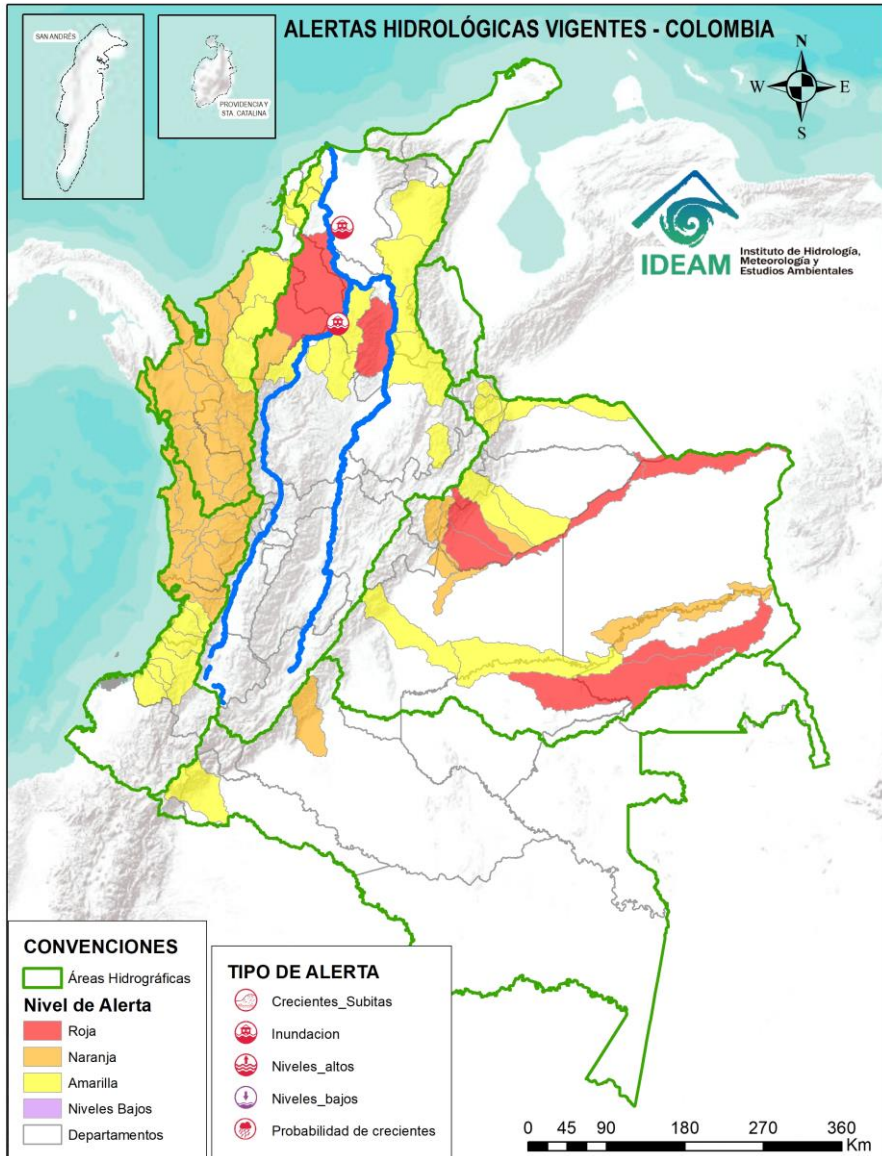 ALERTAS HIDROLÓGICAS VIGENTES - COLOMBIA
SAN ANDRÉS
PROVIDENCIA Y
STA. CATALINA
N
W
E
S
IDEAM
Instituto de Hidrología,
Meteorología y
Estudios Ambientales
CONVENCIONES
Áreas Hidrográficas
Nivel de Alerta
Roja
Naranja
Amarilla
Niveles Bajos
Departamentos
TIPO DE ALERTA
Crecientes_Subitas
Inundacion
Niveles_altos
Niveles_bajos
Probabilidad de crecientes
0 45 90 180 270 360
Km